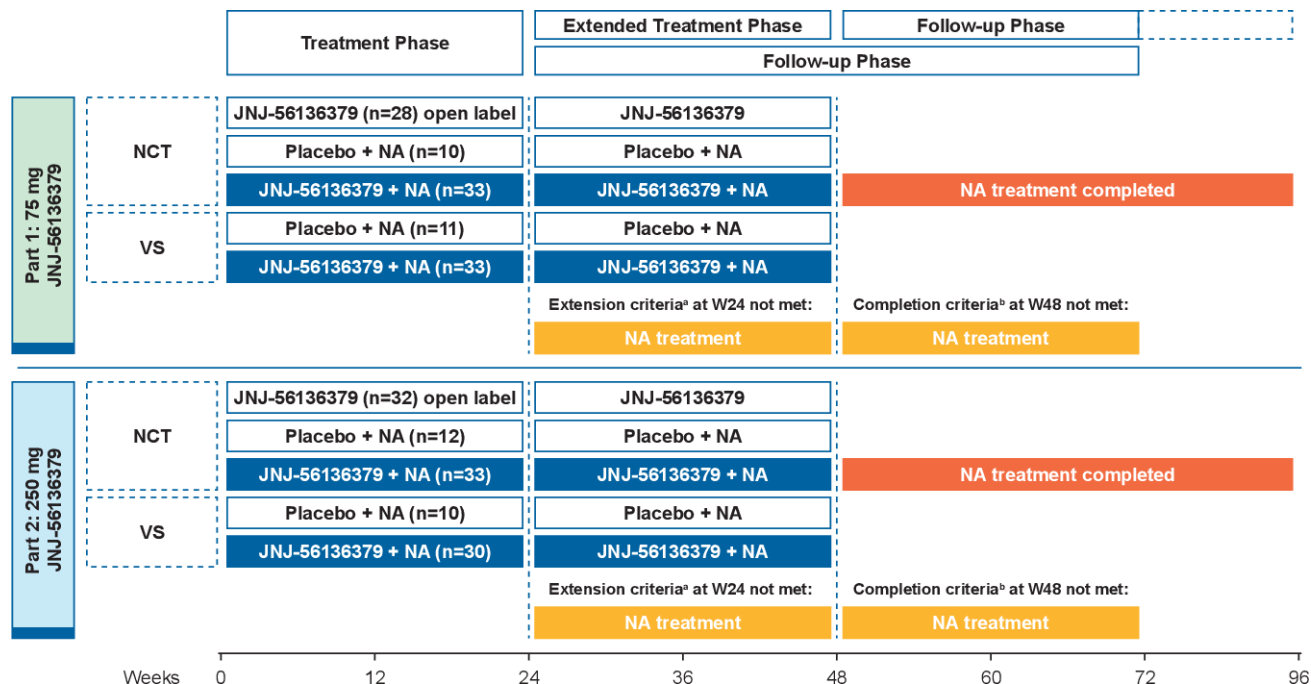 Treatment Phase
Extended Treatment Phase
Follow-up Phase
Follow-up Phase
Part 1: 75 mg
JNJ-56136379
NCT
JNJ-56136379 (n=28) open label
JNJ-56136379
Placebo + NA (n=10)
Placebo + NA
JNJ-56136379 + NA (n=33)
JNJ-56136379 + NA
NA treatment completed
VS
Placebo + NA (n=11)
Placebo + NA
JNJ-56136379 + NA (n=33)
JNJ-56136379 + NA
Extension criteriaᵃ at W24 not met:
Completion criteriaᵇ at W48 not met:
NA treatment
NA treatment
Part 2: 250 mg
JNJ-56136379
NCT
JNJ-56136379 (n=32) open label
JNJ-56136379
Placebo + NA (n=12)
Placebo + NA
JNJ-56136379 + NA (n=33)
JNJ-56136379 + NA
NA treatment completed
VS
Placebo + NA (n=10)
Placebo + NA
JNJ-56136379 + NA (n=30)
JNJ-56136379 + NA
Extension criteriaᵃ at W24 not met:
Completion criteriaᵇ at W48 not met:
NA treatment
NA treatment
Weeks 0 12 24 36 48 60 72 96